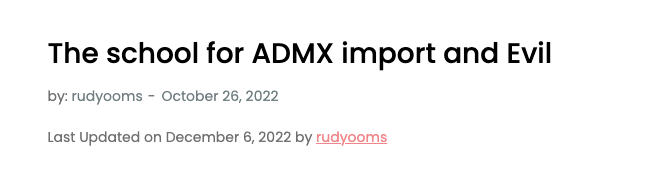 The school for ADMX import and Evil
by: rudyooms - October 26, 2022
Last Updated on December 6, 2022 by rudyooms